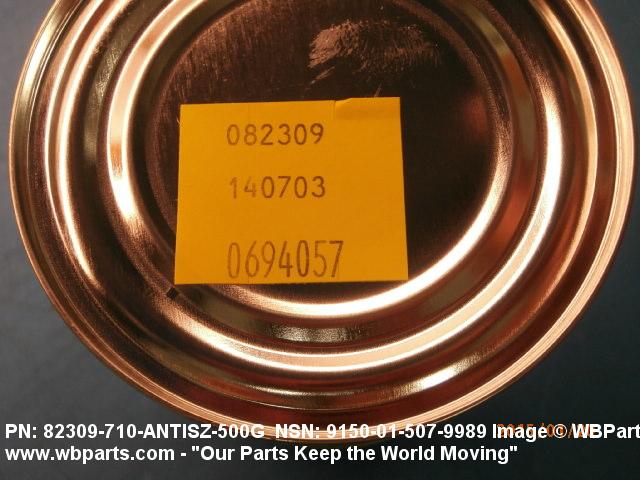 082309
140703
0694057
PN: 82309-710-ANTISZ-500G NSN: 9150-01-507-9989 Image © WBPart
www.wbparts.com - "Our Parts Keep the World Moving"